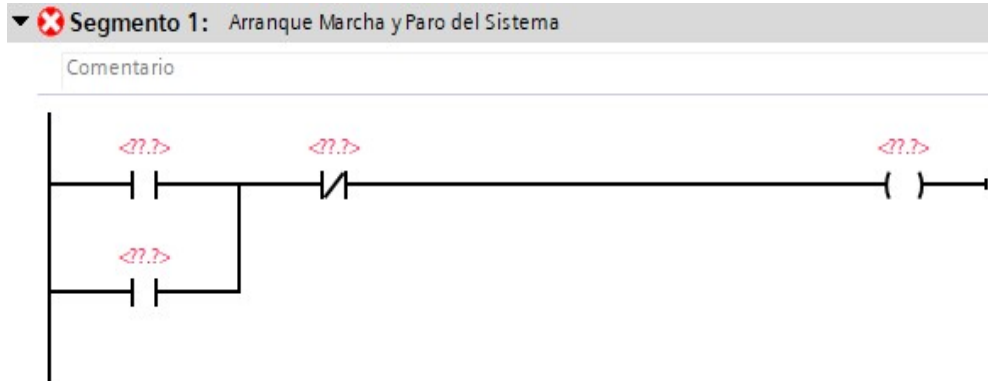 Segmento 1: Arranque Marcha y Paro del Sistema
Comentario
<??.?> <??.?> <??.?>
<??.?>